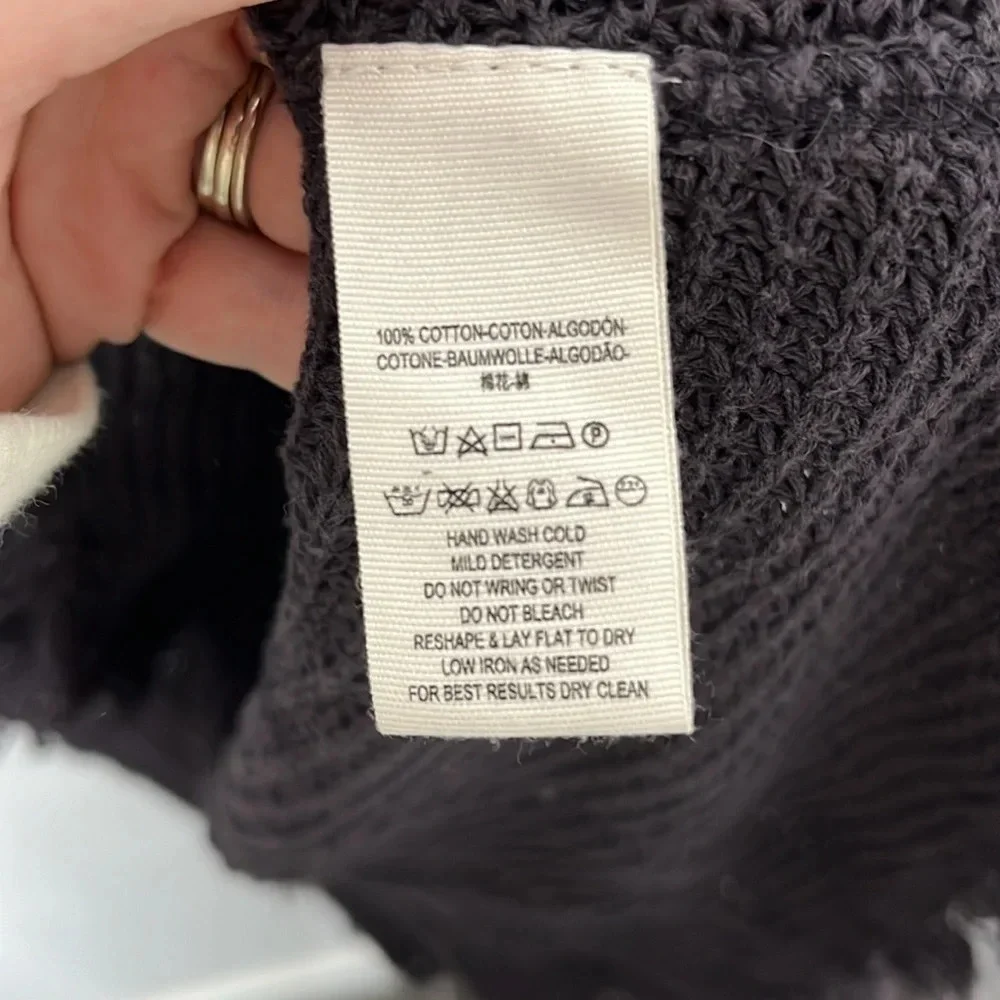 100% COTTON-COTON-ALGODÓN-
COTONE-BAUMWOLLE-ALGODÃO-
棉花-綿
HAND WASH COLD
MILD DETERGENT
DO NOT WRING OR TWIST
DO NOT BLEACH
RESHAPE & LAY FLAT TO DRY
LOW IRON AS NEEDED
FOR BEST RESULTS DRY CLEAN